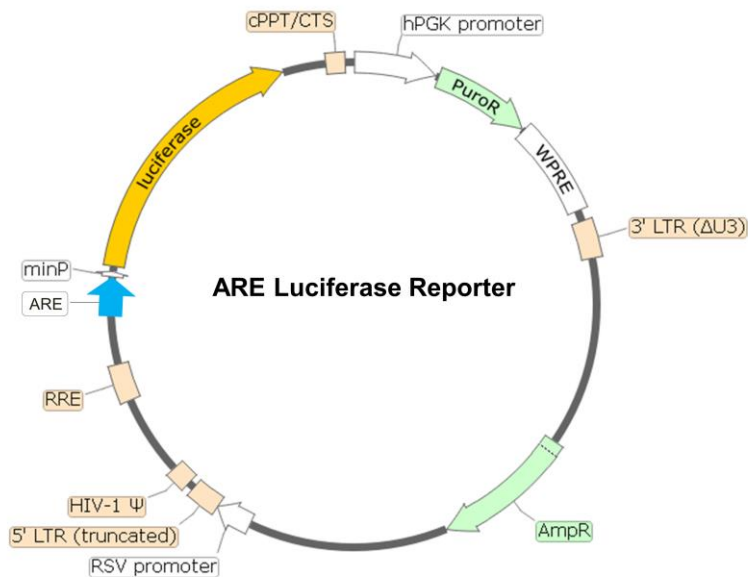 cPPT/CTS
hPGK promoter
PuroR
WPRE
luciferase
3' LTR (ΔU3)
minP
ARE
ARE Luciferase Reporter
RRE
HIV-1 Ψ
5' LTR (truncated)
RSV promoter
AmpR